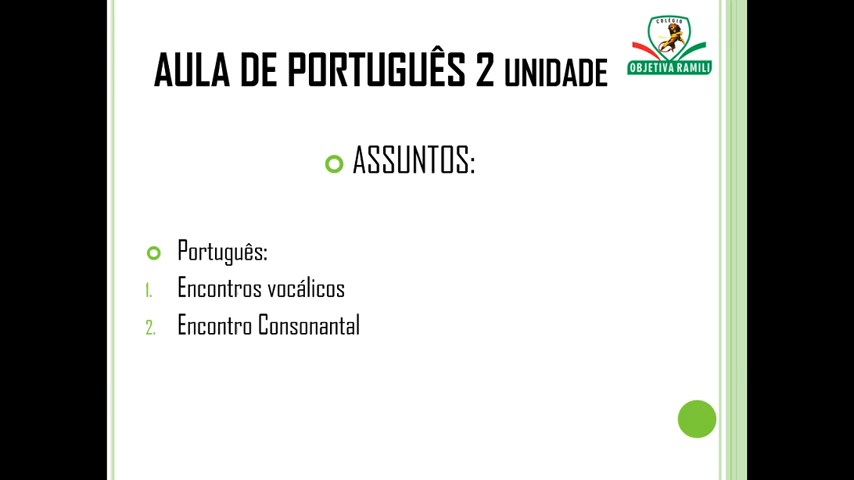 AULA DE PORTUGUÊS 2 UNIDADE
COLÉGIO
OBJETIVA RAMILI
ASSUNTOS:
Português:
1. Encontros vocálicos
2. Encontro Consonantal